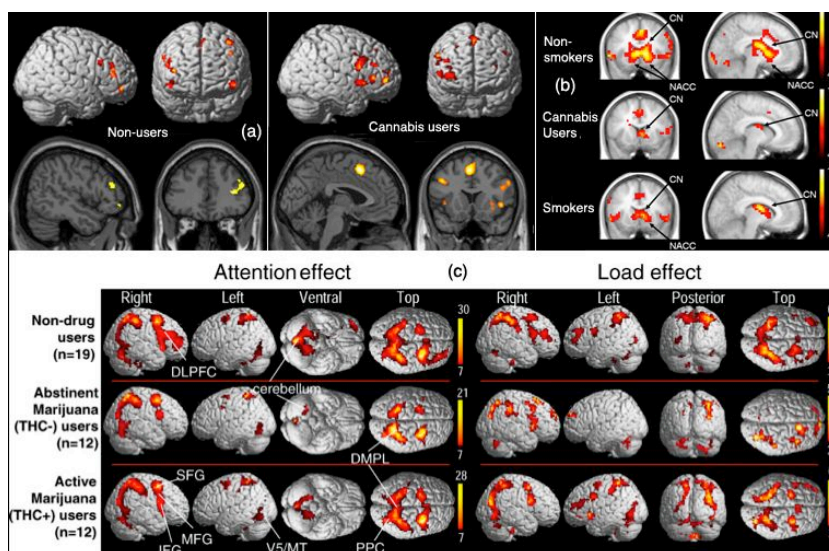 Non-users
(a)
Cannabis users
Non-
smokers
(b)
CN
CN
NACC
NACC
Cannabis
Users
CN
CN
Smokers
CN
CN
NACC
Attention effect
(c)
Load effect
Right
Left
Ventral
Top
Right
Left
Posterior
Top
Non-drug
users
(n=19)
DLPFC
30
7
cerebellum
Abstinent
Marijuana
(THC-) users
(n=12)
21
7
DMPL
Active
Marijuana
(THC+) users
(n=12)
SFG
MFG
V5/MT
PPC
28
7